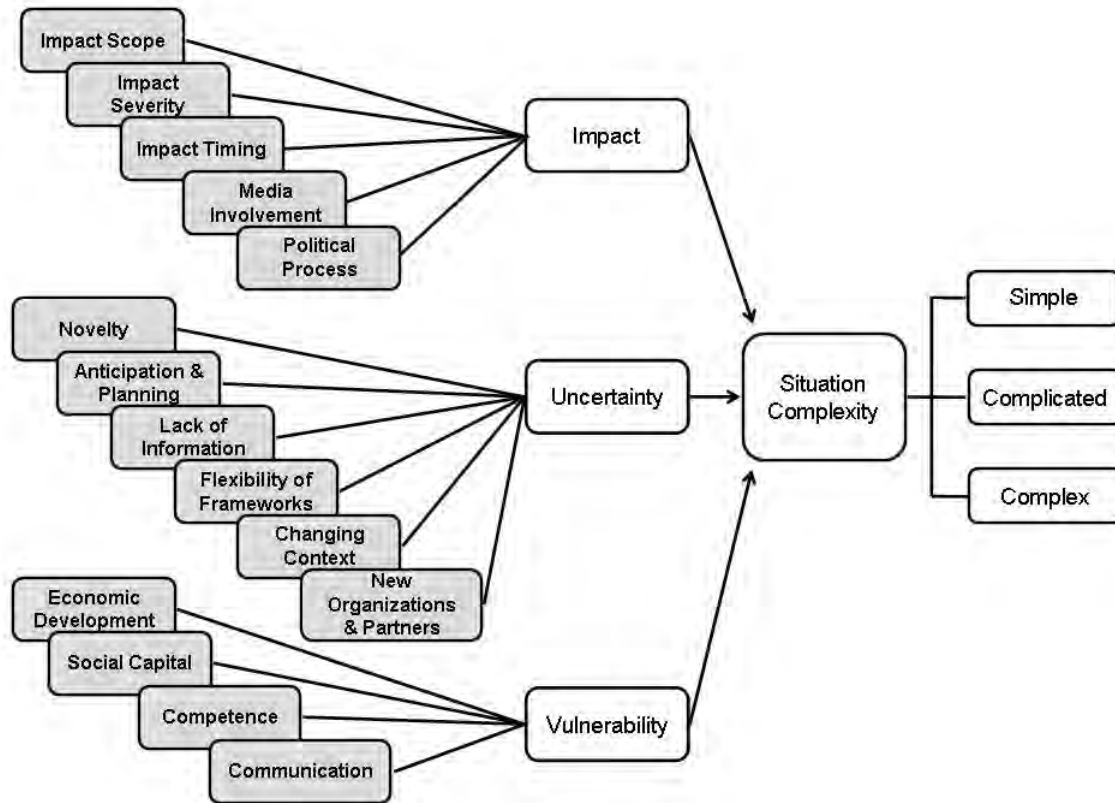 Impact Scope
Impact
Severity
Impact Timing
Media
Involvement
Political
Process
Impact
Novelty
Anticipation &
Planning
Lack of
Information
Flexibility of
Frameworks
Changing
Context
New
Organizations
& Partners
Uncertainty
Economic
Development
Social Capital
Competence
Communication
Vulnerability
Situation
Complexity
Simple
Complicated
Complex